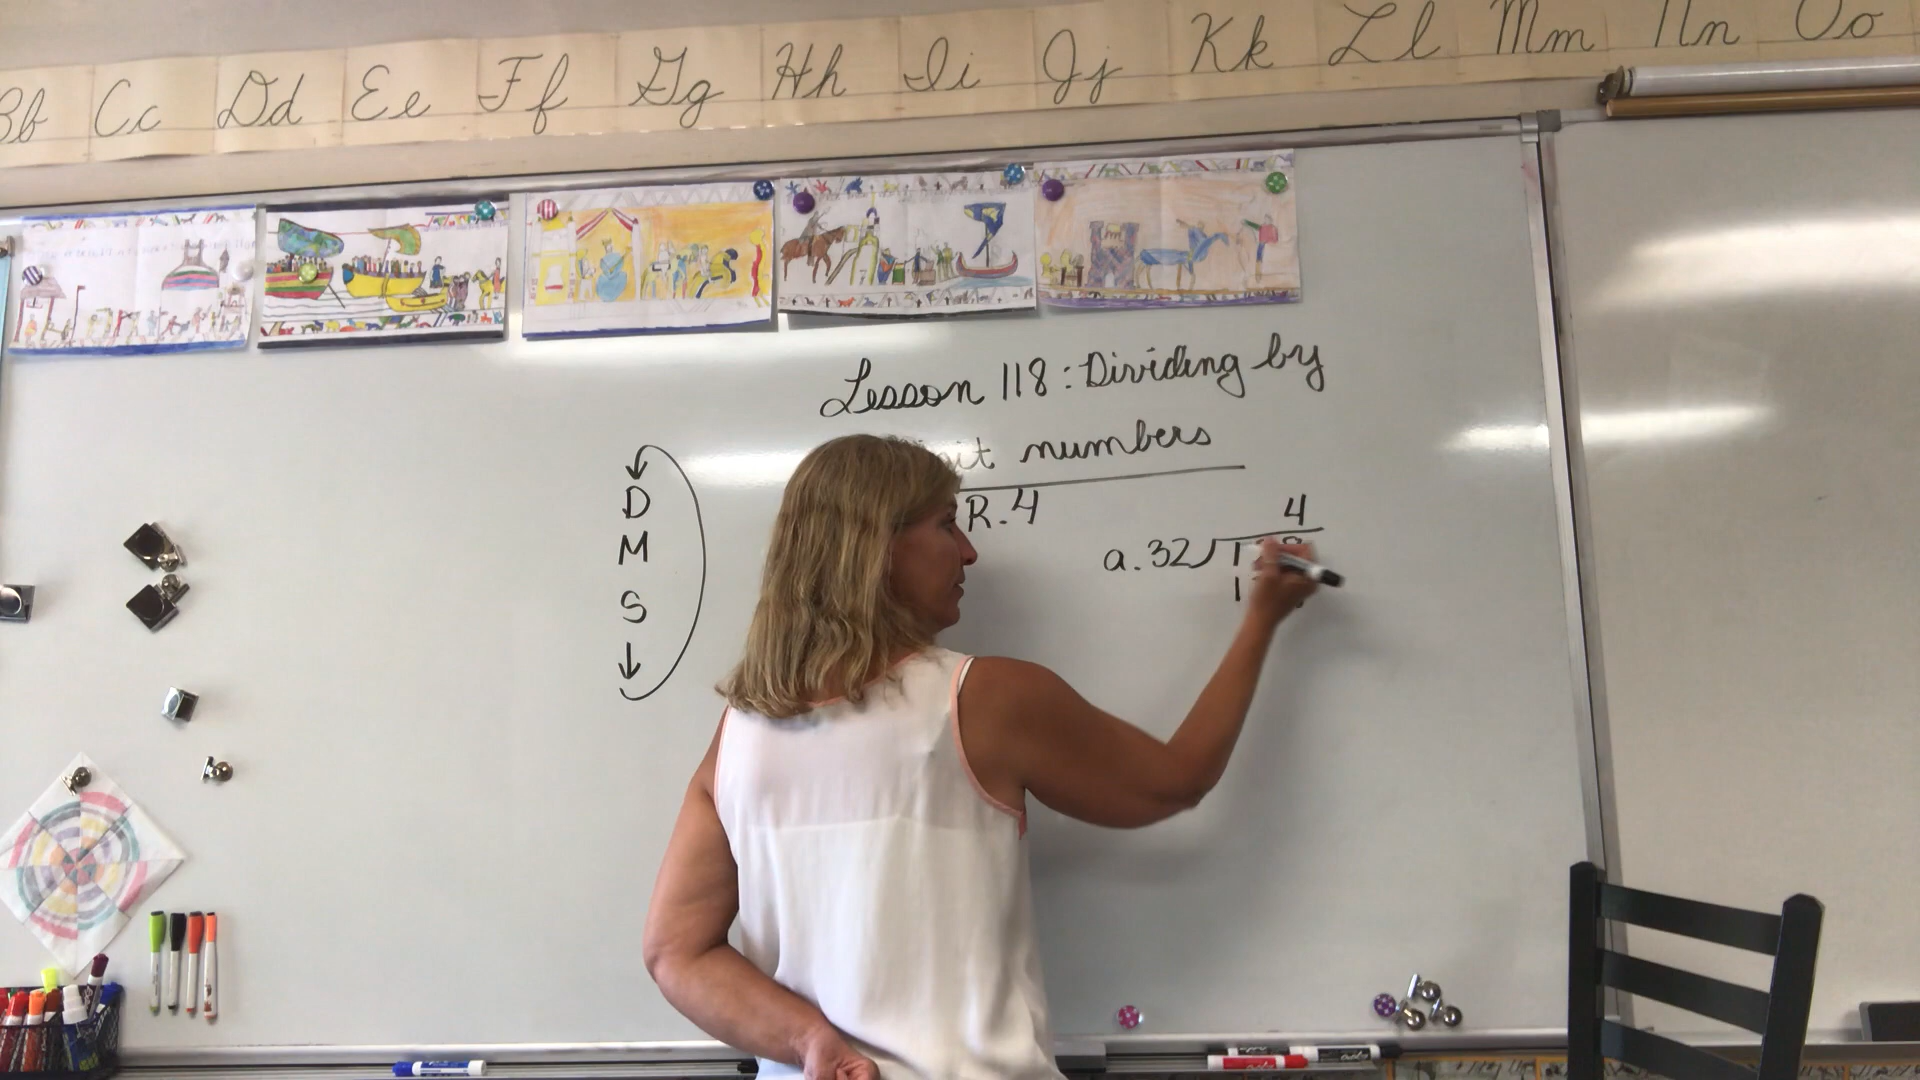 Bb Cc Dd Ee Ff Gg Hh Ii Jj Kk Ll Mm Nn Oo
Lesson 118: Dividing by
numbers
D
M
S
R.4
4
a. 32